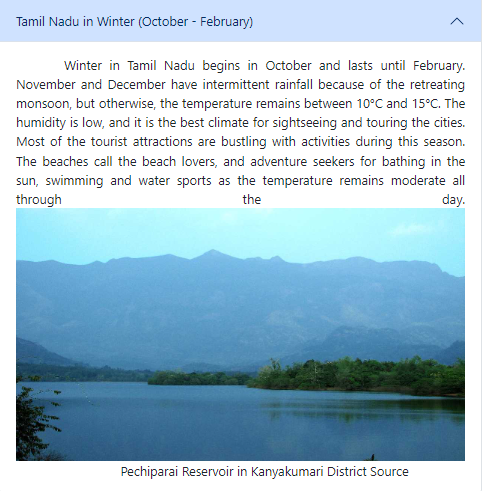 Tamil Nadu in Winter (October - February)
Winter in Tamil Nadu begins in October and lasts until February.
November and December have intermittent rainfall because of the retreating
monsoon, but otherwise, the temperature remains between 10°C and 15°C. The
humidity is low, and it is the best climate for sightseeing and touring the cities.
Most of the tourist attractions are bustling with activities during this season.
The beaches call the beach lovers, and adventure seekers for bathing in the
sun, swimming and water sports as the temperature remains moderate all
through the day.
Pechiparai Reservoir in Kanyakumari District Source